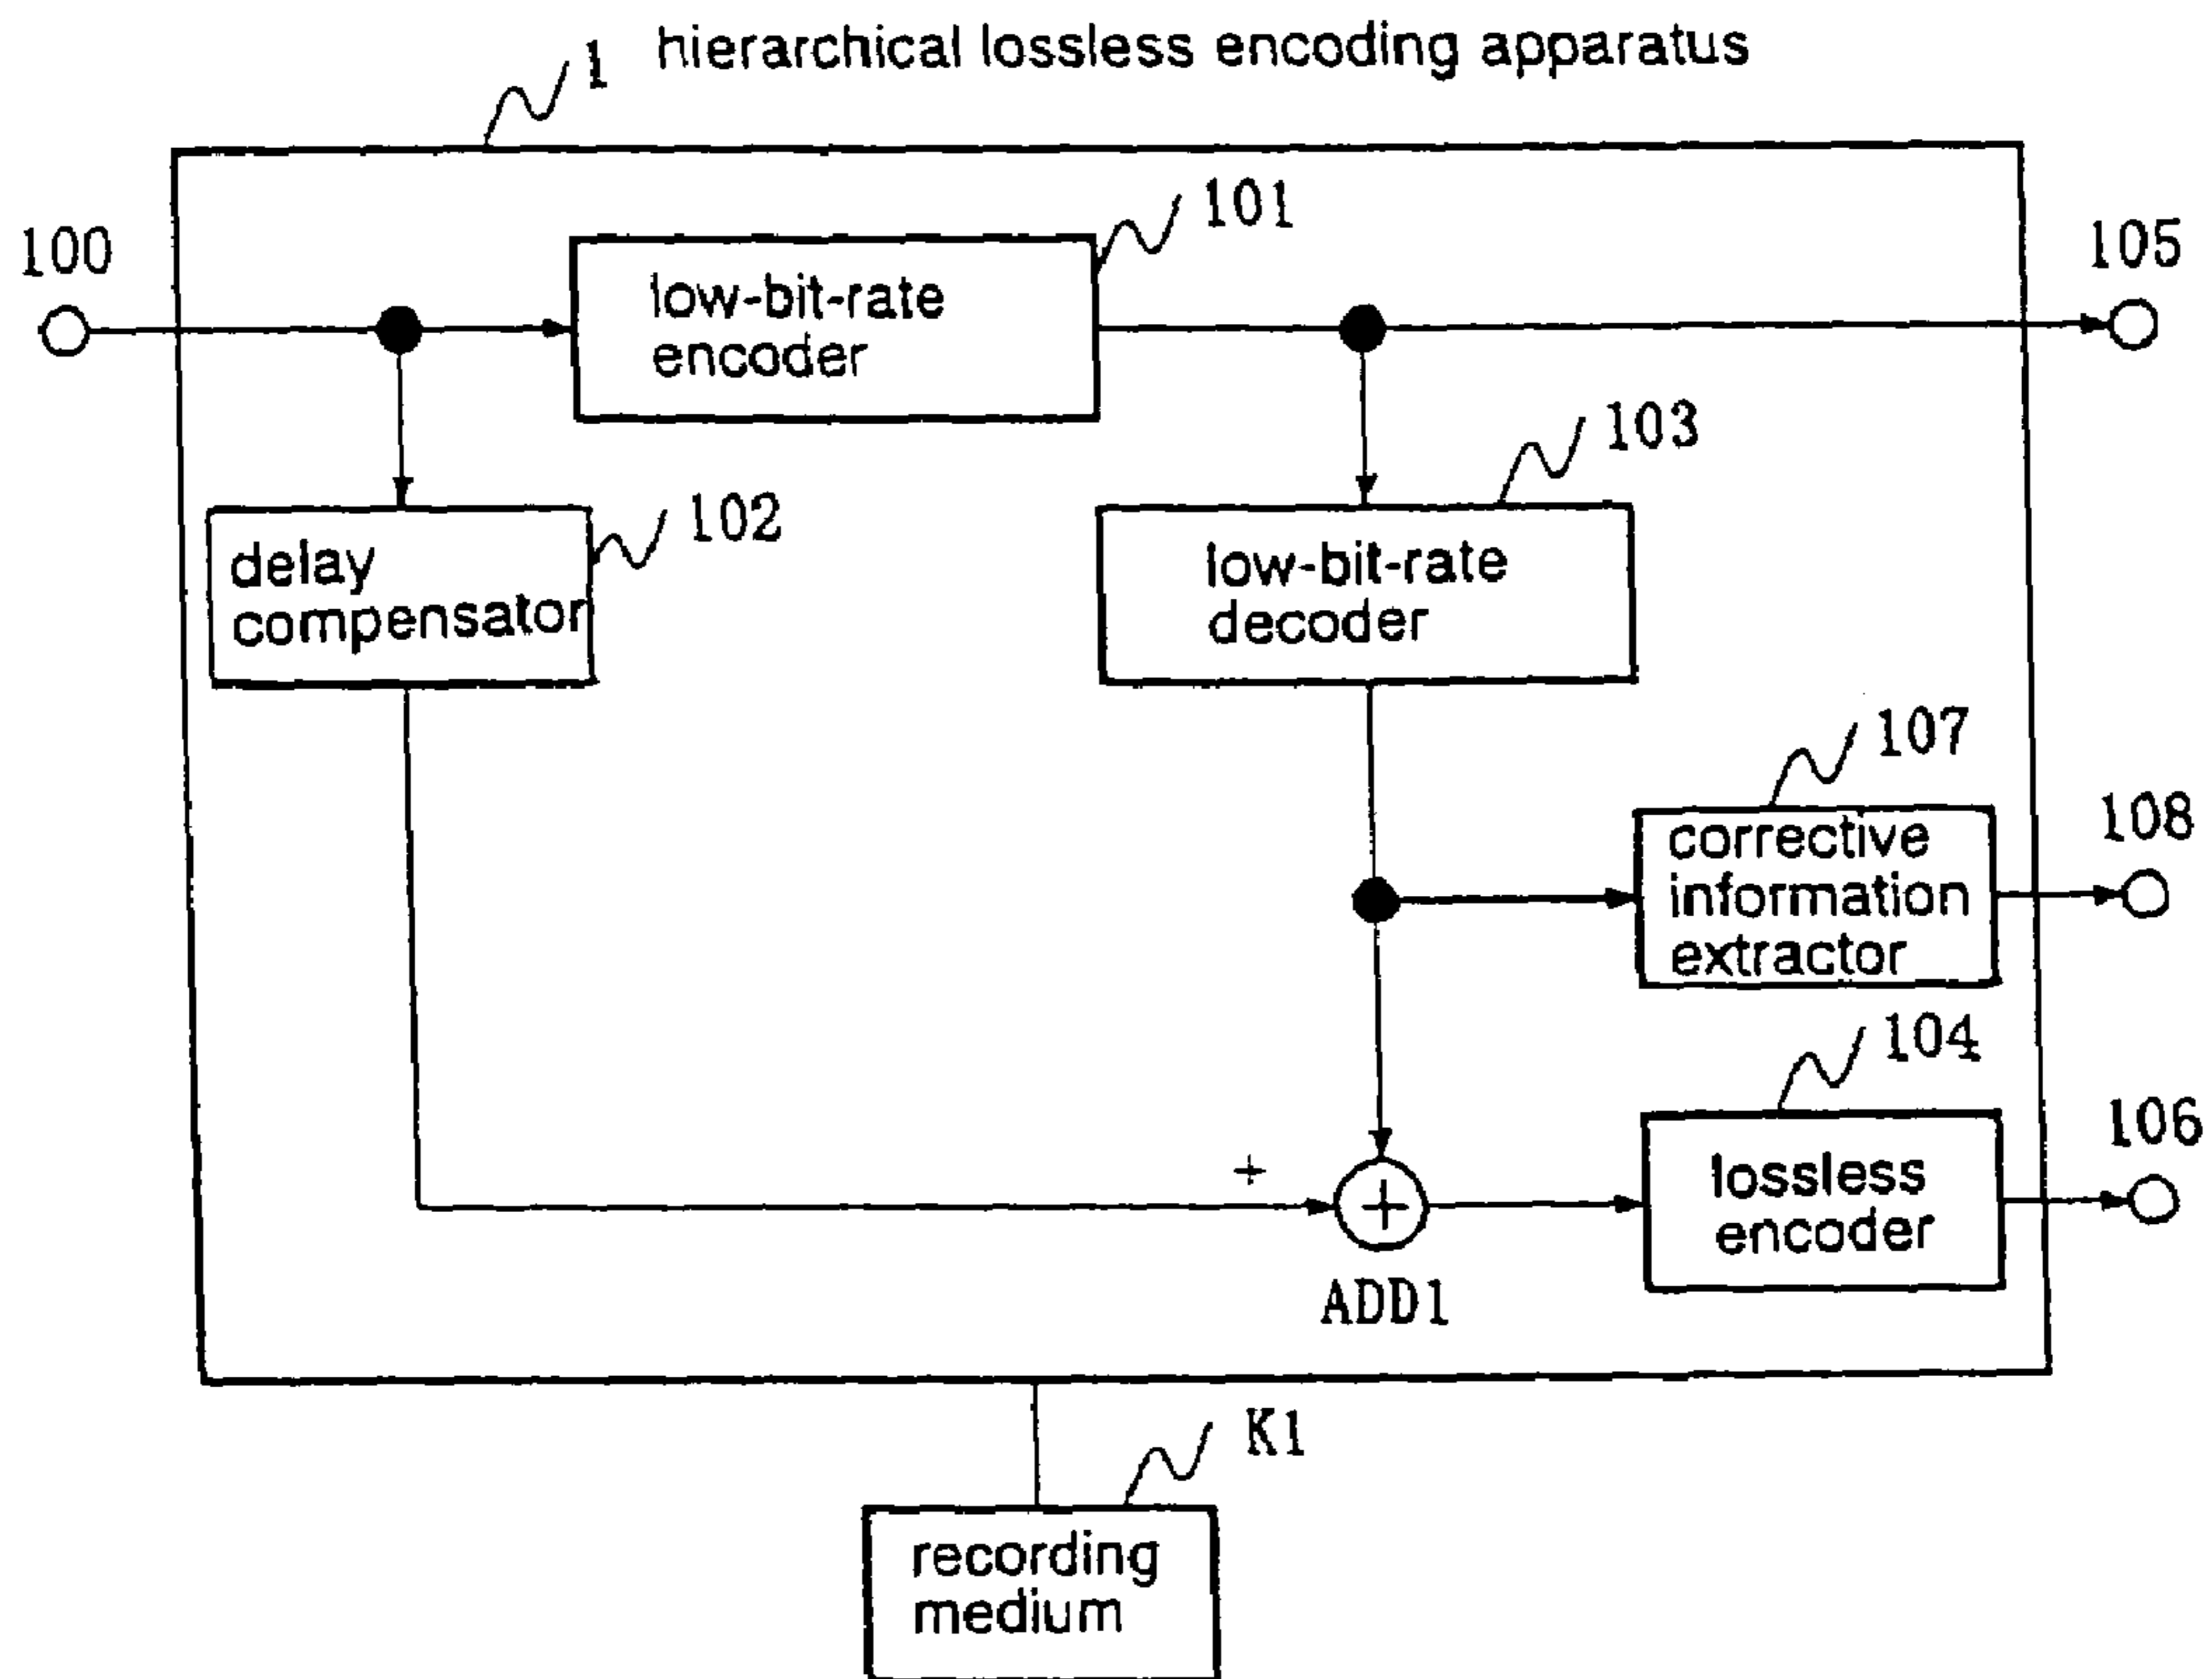 1 hierarchical lossless encoding apparatus
100
101
105
low-bit-rate
encoder
103
102
delay
compensator
low-bit-rate
decoder
107
corrective
information
extractor
108
104
106
+
lossless
encoder
ADD1
K1
recording
medium